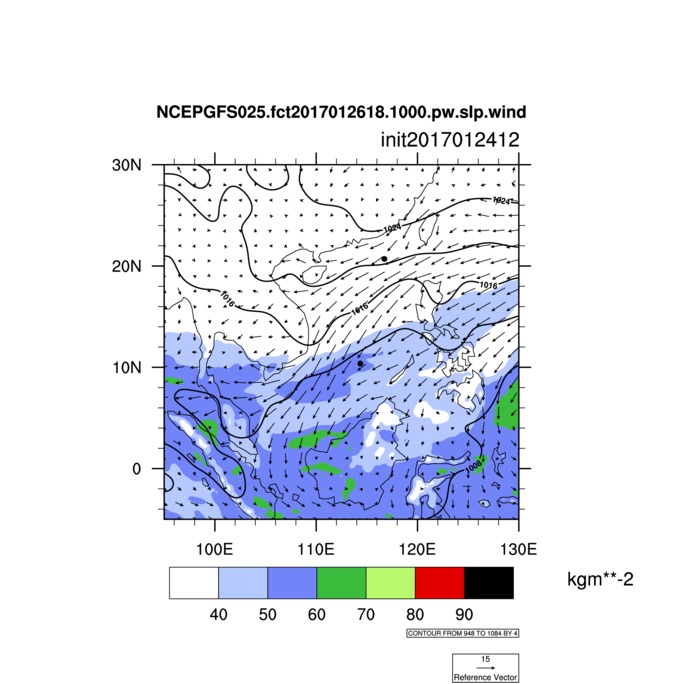 NCEPGFS025.fct2017012618.1000.pw.slp.wind
init2017012412
30N
20N
10N
0
1024
1024
1016
1016
1016
1008
100E 110E 120E 130E
40 50 60 70 80 90
kgm**-2
CONTOUR FROM 948 TO 1084 BY 4
15
Reference Vector